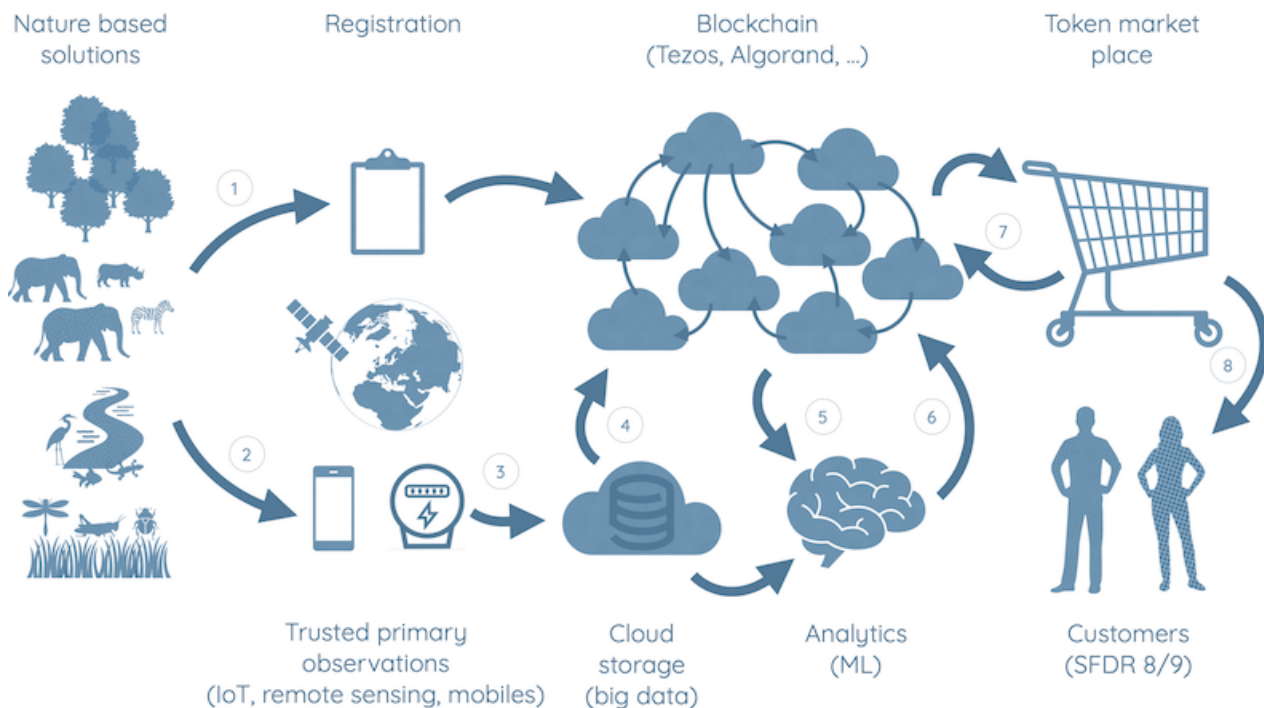 Nature based
solutions
Registration
Blockchain
(Tezos, Algorand, ...)
Token market
place
1
7
8
2
3
4
5
6
Trusted primary
observations
(IoT, remote sensing, mobiles)
Cloud
storage
(big data)
Analytics
(ML)
Customers
(SFDR 8/9)